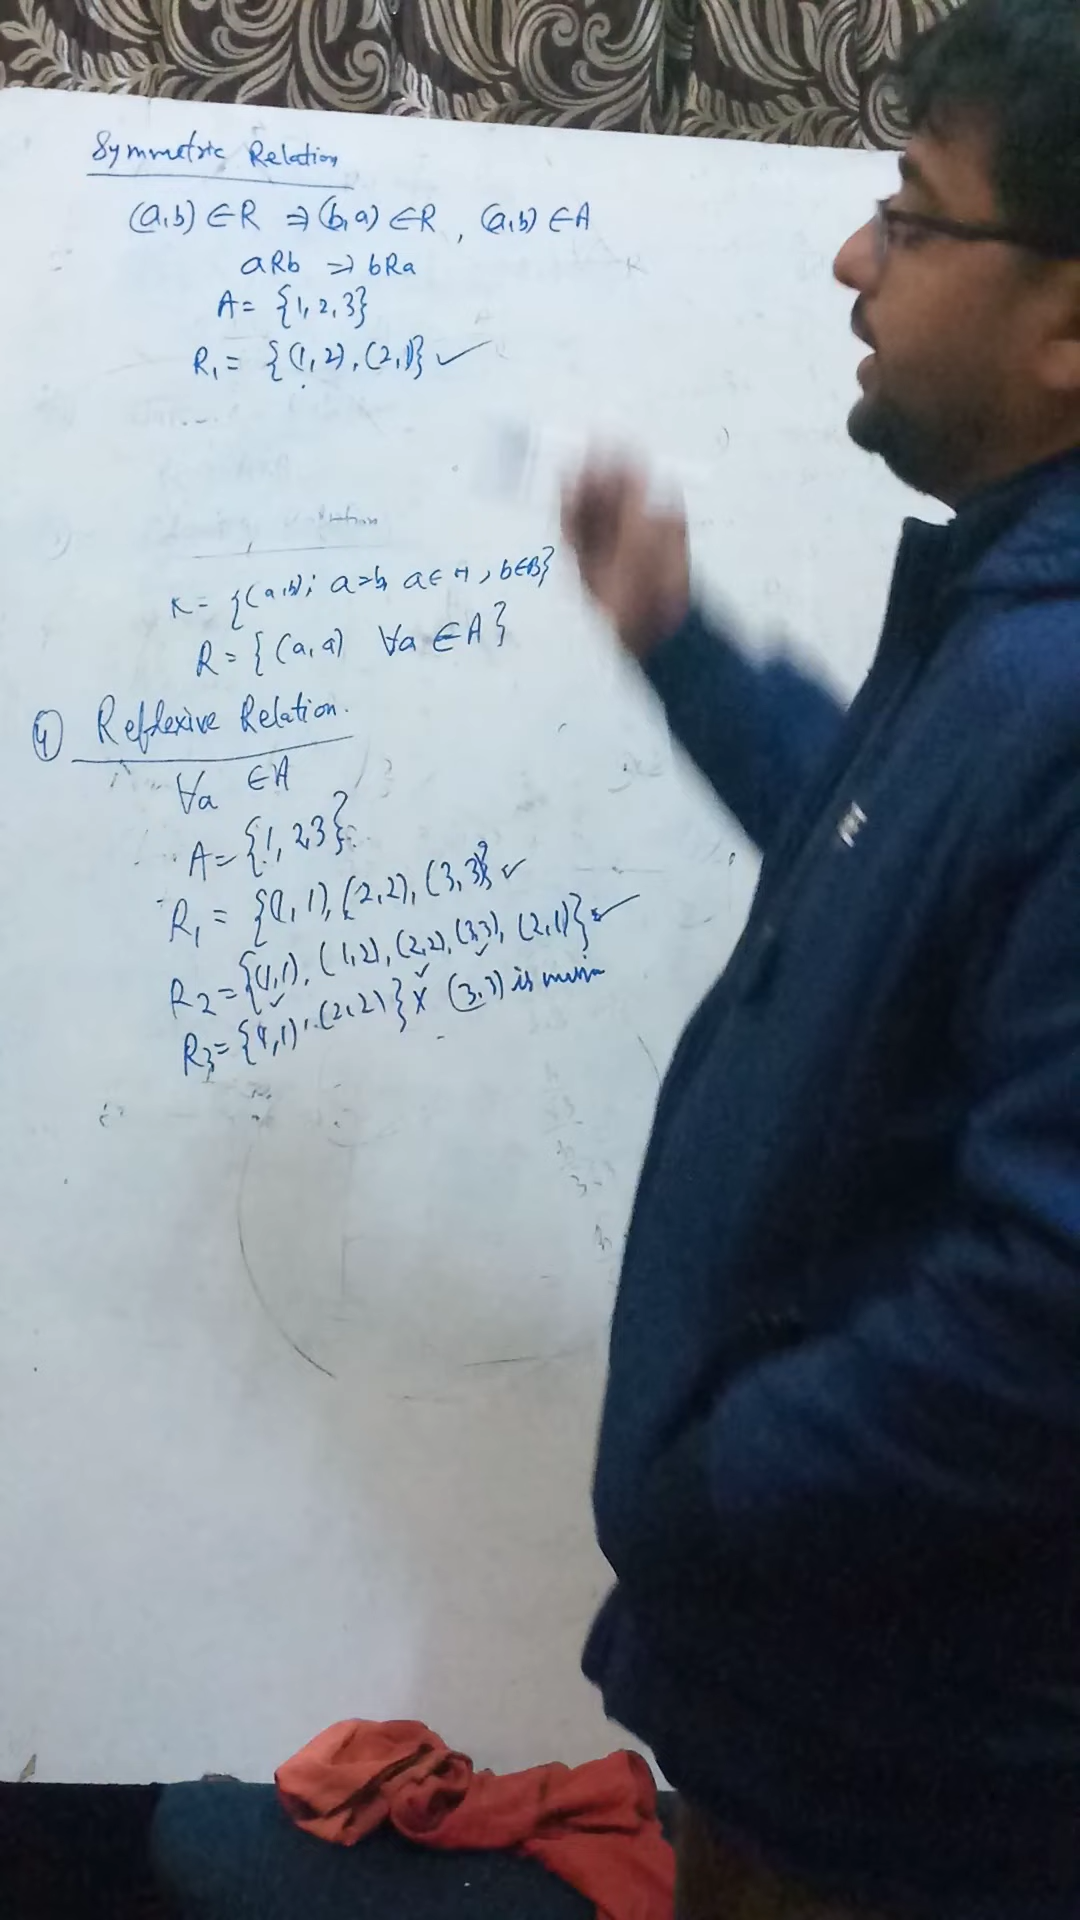 Symmetric Relation
(a,b) ∈ R ⇒ (b,a) ∈ R, (a,b) ∈ A
aRb ⇒ bRa
A = {1, 2, 3}
R₁ = {(1,2), (2,1)} ✓
R = {(a,b); a=b, a∈A, b∈B}
R = {(a,a) ∀a ∈ A}
④ Reflexive Relation.
∀a ∈ A
A = {1, 2,3}
R₁ = {(1,1), (2,2), (3,3)} ✓
R₂ = {(1,1), (1,2), (2,2), (3,3), (2,1)} ✓
R₃ = {(1,1), (2,2)} × (3,3) is